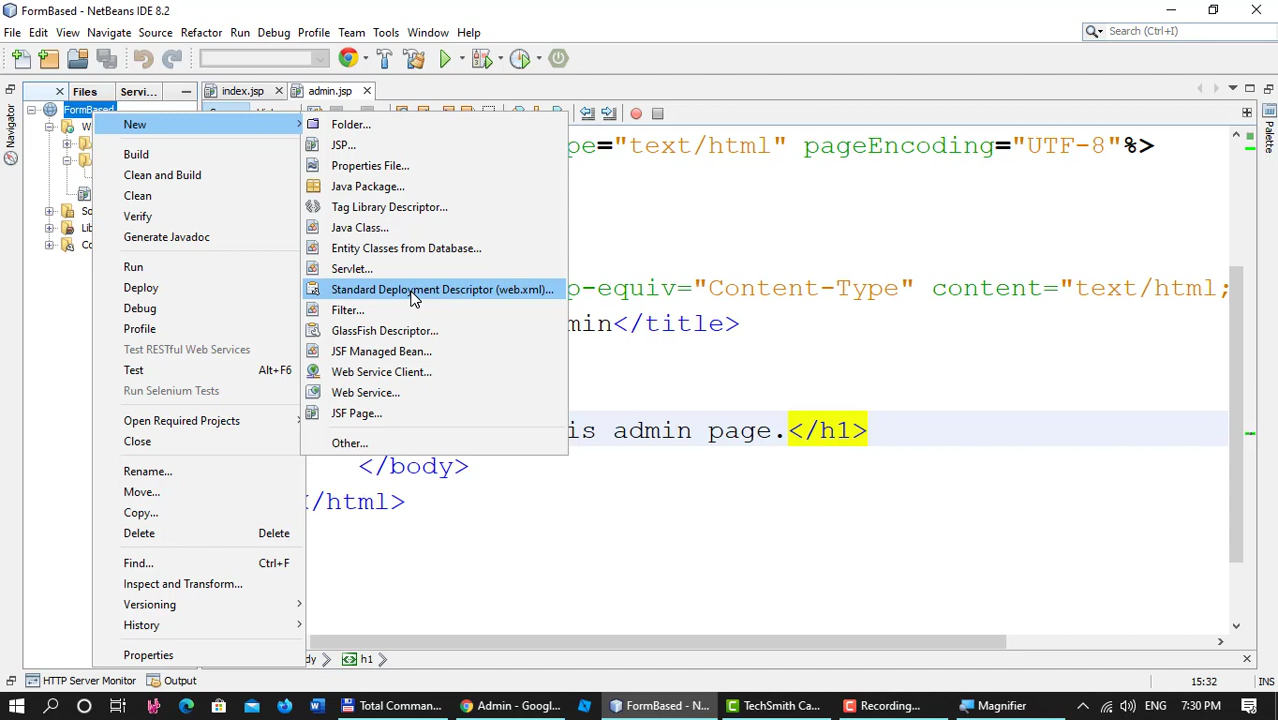 FormBased - NetBeans IDE 8.2
File Edit View Navigate Source Refactor Run Debug Profile Team Tools Window Help
Search (Ctrl+I)
Files Servi... index.jsp admin.jsp
Navigator
Palette
FormBased
W
So
Lib
Co
New
Build
Clean and Build
Clean
Verify
Generate Javadoc
Run
Deploy
Debug
Profile
Test RESTful Web Services
Test Alt+F6
Run Selenium Tests
Open Required Projects
Close
Rename...
Move...
Copy...
Delete Delete
Find... Ctrl+F
Inspect and Transform...
Versioning
History
Properties
Folder...
JSP...
Properties File...
Java Package...
Tag Library Descriptor...
Java Class...
Entity Classes from Database...
Servlet...
Standard Deployment Descriptor (web.xml)...
Filter...
GlassFish Descriptor...
JSF Managed Bean...
Web Service Client...
Web Service...
JSF Page...
Other...
pe="text/html" pageEncoding="UTF-8"%>
p-equiv="Content-Type" content="text/html;
min</title>
is admin page.</h1>
</body>
</html>
dy h1
HTTP Server Monitor Output 15:32 INS
Total Comman... Admin - Googl... FormBased - N... TechSmith Ca... Recording... Magnifier ENG 7:30 PM